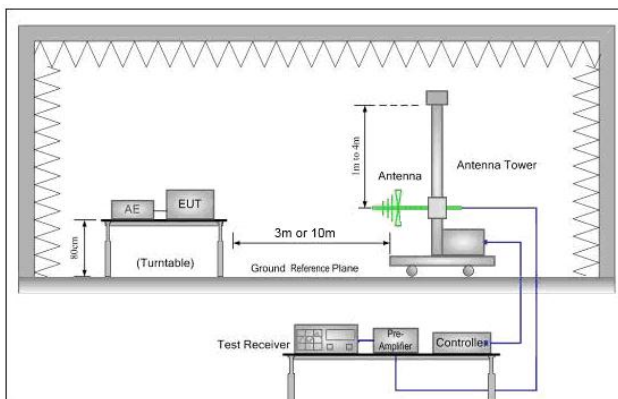 1m to 4m
Antenna
Antenna Tower
AE
EUT
80cm
(Turntable)
3m or 10m
Ground Reference Plane
Test Receiver
Pre-
Amplifier
Controller